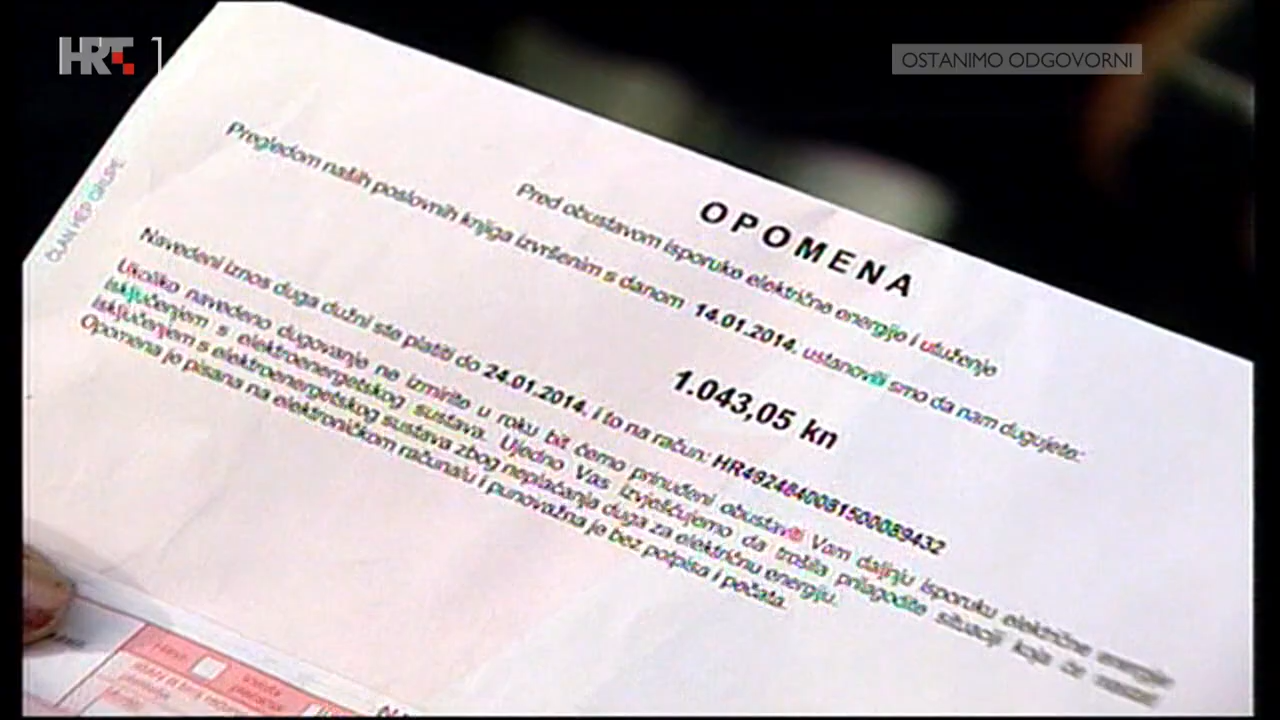 HRT 1
OSTANIMO ODGOVORNI
ČLAN HEP GRUPE
OPOMENA
Pred obustavom isporuke električne energije i utuženje
Pregledom naših poslovnih knjiga izvršenim s danom 14.01.2014. ustanovili smo da nam dugujete:
1.043,05 kn
Navedeni iznos duga dužni ste platiti do 24.01.2014. i to na račun: HR4924840081500089432
Ukoliko navedeno dugovanje ne izmirite u roku bit ćemo prinuđeni obustaviti Vam daljnju isporuku električne energije
isključenjem s elektroenergetskog sustava. Ujedno Vas izvješćujemo da trošila prilagodite situaciji koja će nastati
isključenjem s elektroenergetskog sustava zbog neplaćanja duga za električnu energiju.
Opomena je pisana na elektroničkom računalu i punovažna je bez potpisa i pečata.